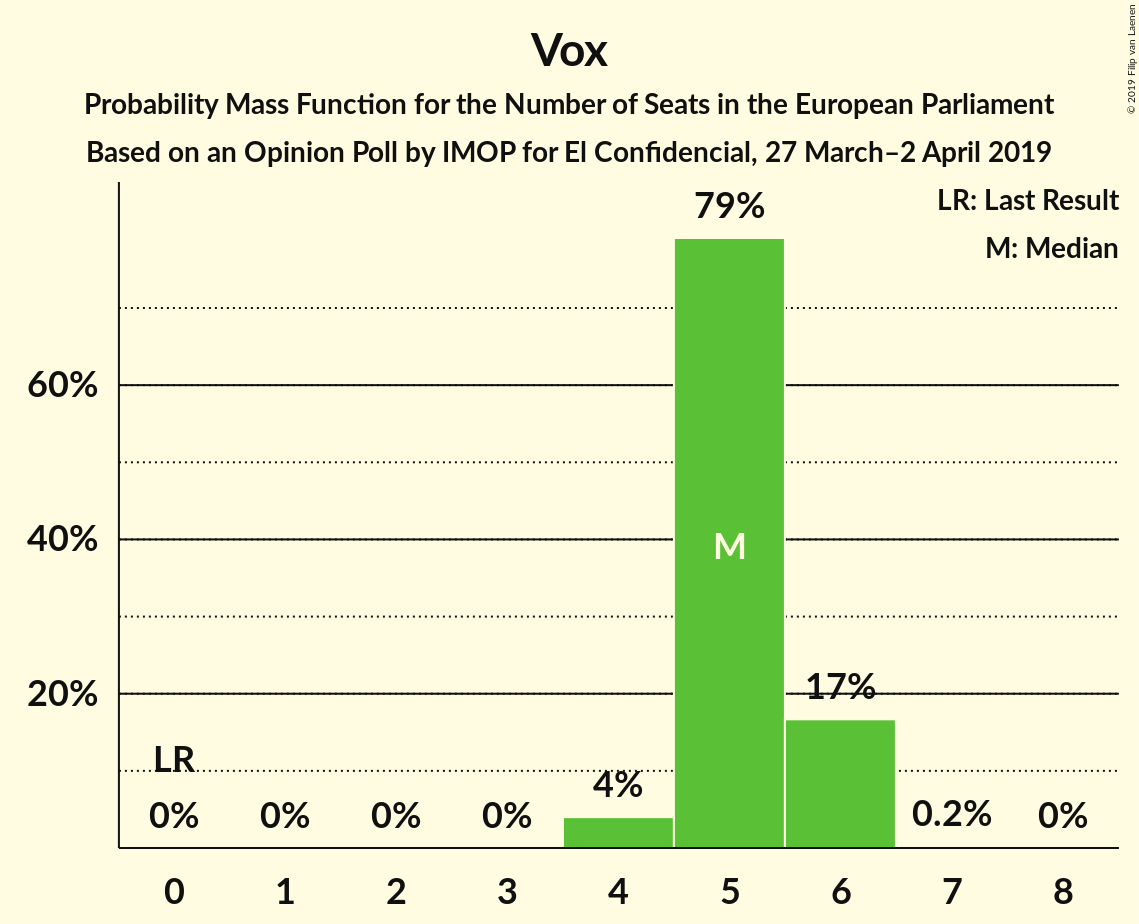 Vox
Probability Mass Function for the Number of Seats in the European Parliament
Based on an Opinion Poll by IMOP for El Confidencial, 27 March–2 April 2019
© 2019 Filip van Laenen
LR: Last Result
M: Median
79%
60%
40%
M
20%
17%
LR
4%
0% 0% 0% 0% 0.2% 0%
0 1 2 3 4 5 6 7 8